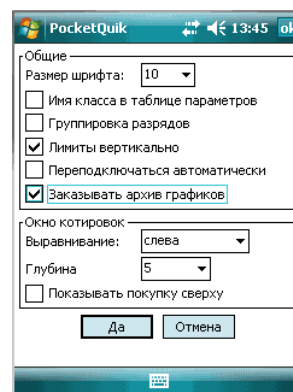 PocketQuik 13:45 ok
Общие
Размер шрифта: 10
Имя класса в таблице параметров
Группировка разрядов
Лимиты вертикально
Переподключаться автоматически
Заказывать архив графиков
Окно котировок
Выравнивание: слева
Глубина 5
Показывать покупку сверху
Да Отмена